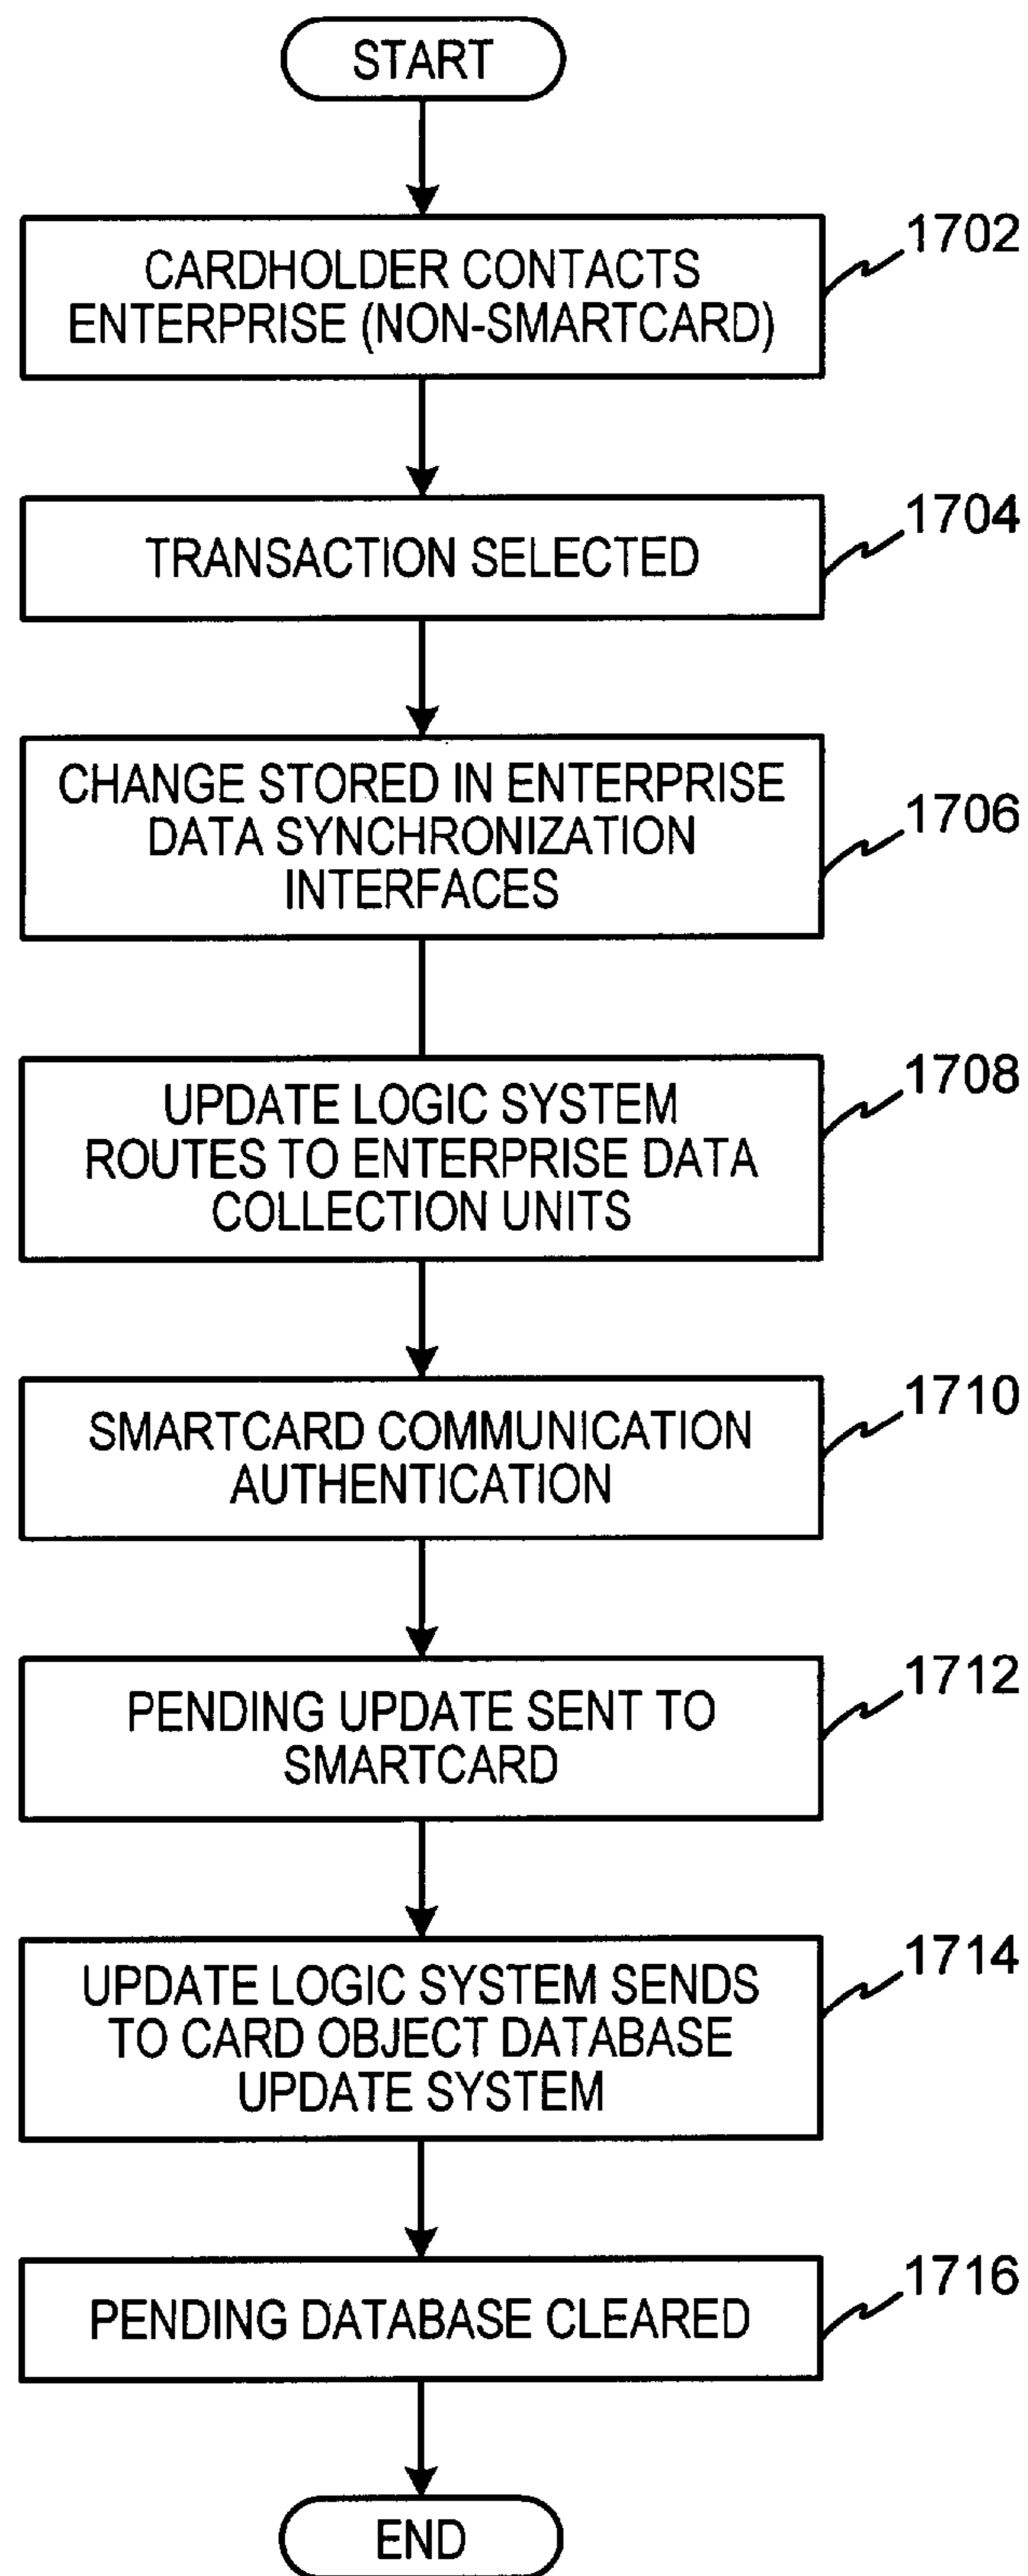 START
CARDHOLDER CONTACTS
ENTERPRISE (NON-SMARTCARD)
1702
TRANSACTION SELECTED
1704
CHANGE STORED IN ENTERPRISE
DATA SYNCHRONIZATION
INTERFACES
1706
UPDATE LOGIC SYSTEM
ROUTES TO ENTERPRISE DATA
COLLECTION UNITS
1708
SMARTCARD COMMUNICATION
AUTHENTICATION
1710
PENDING UPDATE SENT TO
SMARTCARD
1712
UPDATE LOGIC SYSTEM SENDS
TO CARD OBJECT DATABASE
UPDATE SYSTEM
1714
PENDING DATABASE CLEARED
1716
END